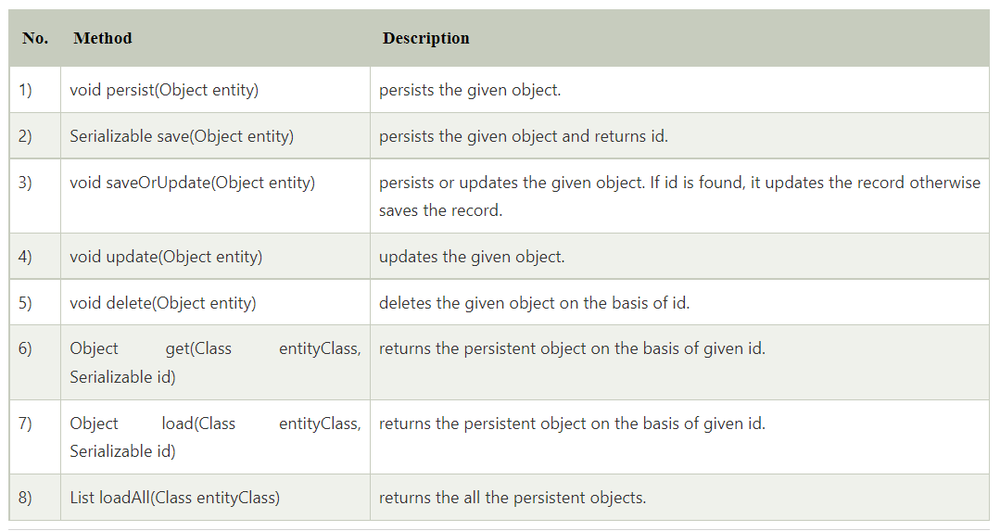 No. Method Description
1) void persist(Object entity) persists the given object.
2) Serializable save(Object entity) persists the given object and returns id.
3) void saveOrUpdate(Object entity) persists or updates the given object. If id is found, it updates the record otherwise
saves the record.
4) void update(Object entity) updates the given object.
5) void delete(Object entity) deletes the given object on the basis of id.
6) Object get(Class entityClass, returns the persistent object on the basis of given id.
Serializable id)
7) Object load(Class entityClass, returns the persistent object on the basis of given id.
Serializable id)
8) List loadAll(Class entityClass) returns the all the persistent objects.